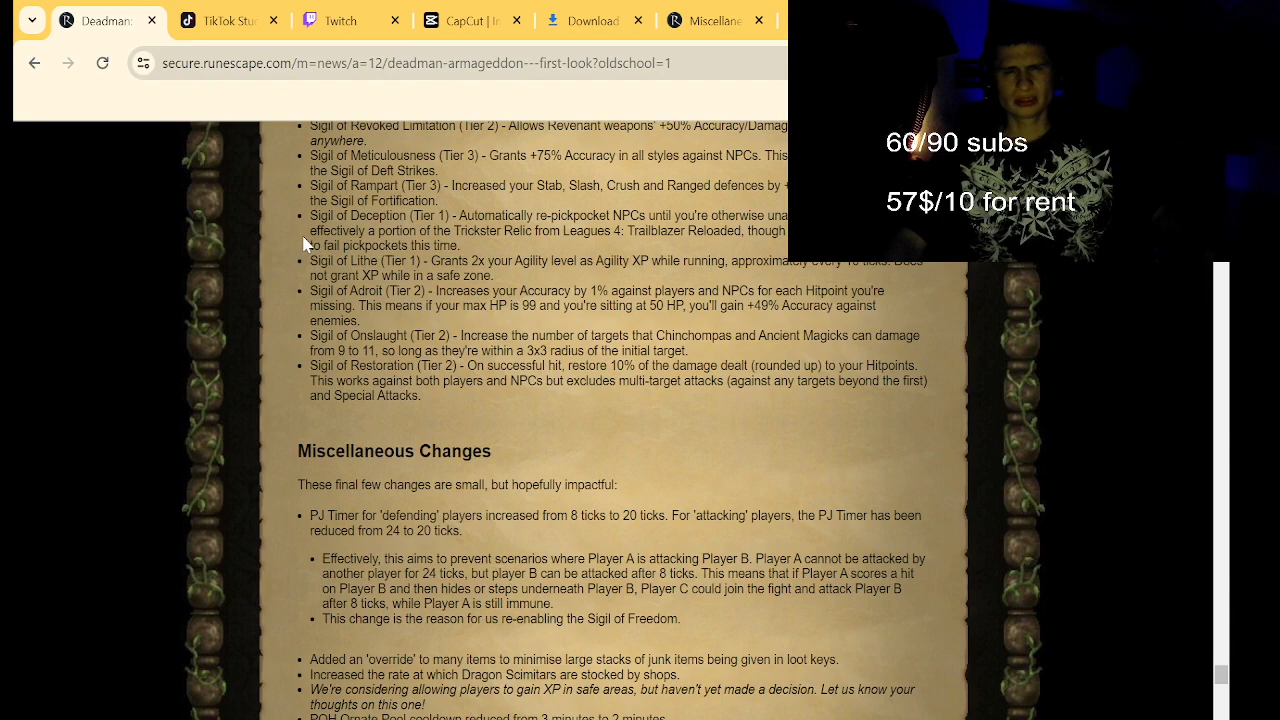 Deadman:
TikTok Stu
Twitch
CapCut | In
Download
Miscellane
secure.runescape.com/m=news/a=12/deadman-armageddon---first-look?oldschool=1
60/90 subs
57$/10 for rent
Sigil of Revoked Limitation (Tier 2) - Allows Revenant weapons' +50% Accuracy/Damag
anywhere.
Sigil of Meticulousness (Tier 3) - Grants +75% Accuracy in all styles against NPCs. This
the Sigil of Deft Strikes.
Sigil of Rampart (Tier 3) - Increased your Stab, Slash, Crush and Ranged defences by +
the Sigil of Fortification.
Sigil of Deception (Tier 1) - Automatically re-pickpocket NPCs until you're otherwise una
effectively a portion of the Trickster Relic from Leagues 4: Trailblazer Reloaded, though
to fail pickpockets this time.
Sigil of Lithe (Tier 1) - Grants 2x your Agility level as Agility XP while running, approximately every 10 ticks. Does
not grant XP while in a safe zone.
Sigil of Adroit (Tier 2) - Increases your Accuracy by 1% against players and NPCs for each Hitpoint you're
missing. This means if your max HP is 99 and you're sitting at 50 HP, you'll gain +49% Accuracy against
enemies.
Sigil of Onslaught (Tier 2) - Increase the number of targets that Chinchompas and Ancient Magicks can damage
from 9 to 11, so long as they're within a 3x3 radius of the initial target.
Sigil of Restoration (Tier 2) - On successful hit, restore 10% of the damage dealt (rounded up) to your Hitpoints.
This works against both players and NPCs but excludes multi-target attacks (against any targets beyond the first)
and Special Attacks.
Miscellaneous Changes
These final few changes are small, but hopefully impactful:
PJ Timer for 'defending' players increased from 8 ticks to 20 ticks. For 'attacking' players, the PJ Timer has been
reduced from 24 to 20 ticks.
Effectively, this aims to prevent scenarios where Player A is attacking Player B. Player A cannot be attacked by
another player for 24 ticks, but player B can be attacked after 8 ticks. This means that if Player A scores a hit
on Player B and then hides or steps underneath Player B, Player C could join the fight and attack Player B
after 8 ticks, while Player A is still immune.
This change is the reason for us re-enabling the Sigil of Freedom.
Added an 'override' to many items to minimise large stacks of junk items being given in loot keys.
Increased the rate at which Dragon Scimitars are stocked by shops.
We're considering allowing players to gain XP in safe areas, but haven't yet made a decision. Let us know your
thoughts on this one!
POH Ornate Pool cooldown reduced from 3 minutes to 2 minutes.